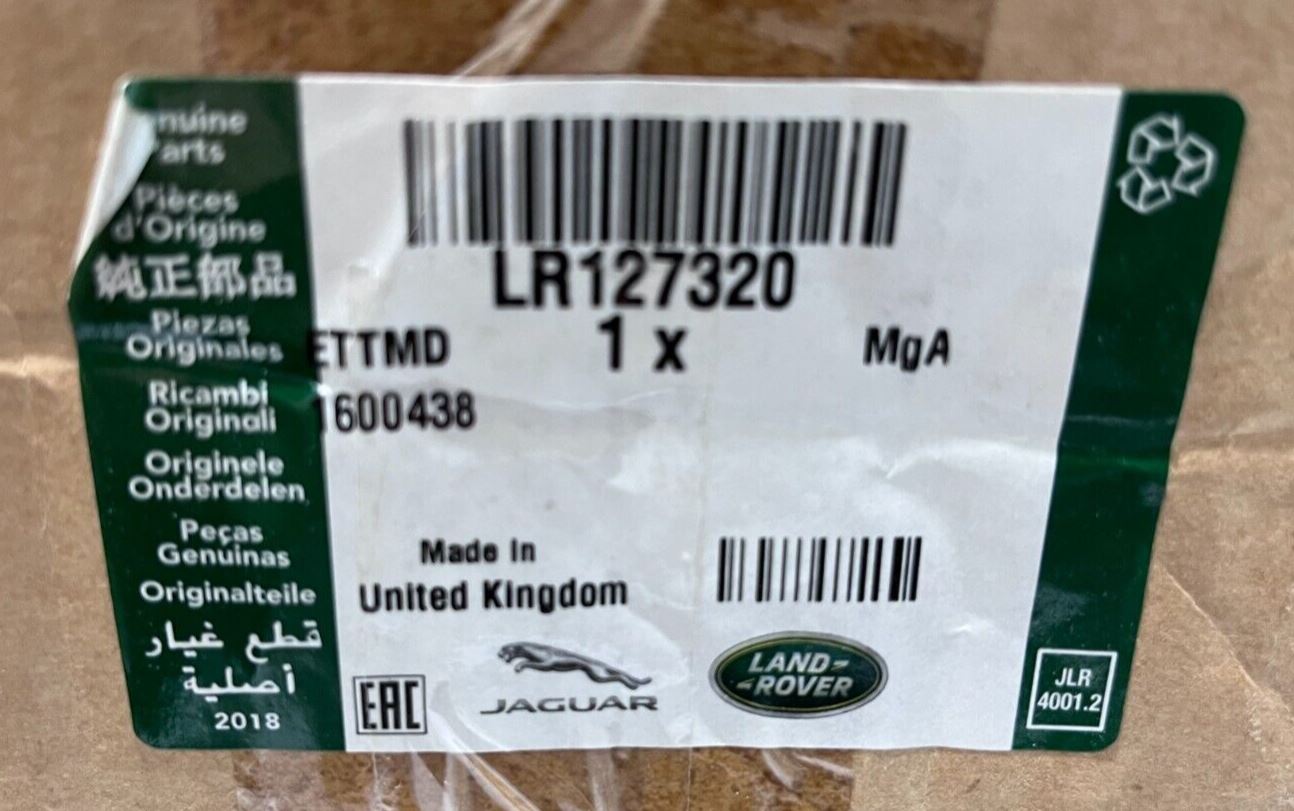 nuine
arts
Pièces
d'Origine
純正部品
Piezas
Originales
Ricambi
Originali
Originele
Onderdelen
Peças
Genuinas
Originalteile
قطع غيار
أصلية
2018
LR127320
ETTMD 1 x MgA
1600438
Made in
United Kingdom
EAC
JAGUAR
LAND-
-ROVER
JLR
4001.2